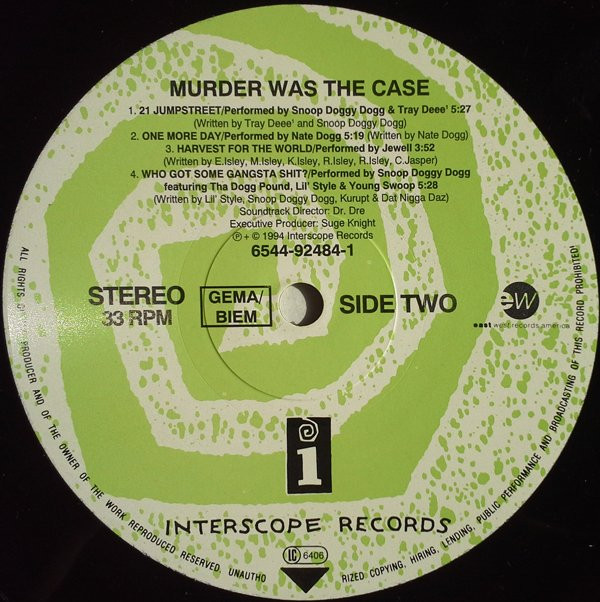 MURDER WAS THE CASE
1. 21 JUMPSTREET/Performed by Snoop Doggy Dogg & Tray Deee' 5:27
(Written by Tray Deee' and Snoop Doggy Dogg)
2. ONE MORE DAY/Performed by Nate Dogg 5:19 (Written by Nate Dogg)
3. HARVEST FOR THE WORLD/Performed by Jewell 3:52
(Written by E.Isley, M.Isley, K.Isley, R.Isley, R.Isley, C.Jasper)
4. WHO GOT SOME GANGSTA SHIT?/Performed by Snoop Doggy Dogg
featuring Tha Dogg Pound, Lil' Style & Young Swoop 5:28
(Written by Lil' Style, Snoop Doggy Dogg, Kurupt & Dat Nigga Daz)
Soundtrack Director: Dr. Dre
Executive Producer: Suge Knight
℗ + © 1994 Interscope Records
6544-92484-1
STEREO
33 RPM
GEMA/
BIEM
SIDE TWO
ew
east west records america
i
INTERSCOPE RECORDS
LC 6406
ALL RIGHTS O PRODUCER AND OF THE OWNER OF THE WORK REPRODUCED RESERVED. UNAUTHO RIZED COPYING, HIRING, LENDING, PUBLIC PERFORMANCE AND BROADCASTING OF THIS RECORD PROHIBITED!